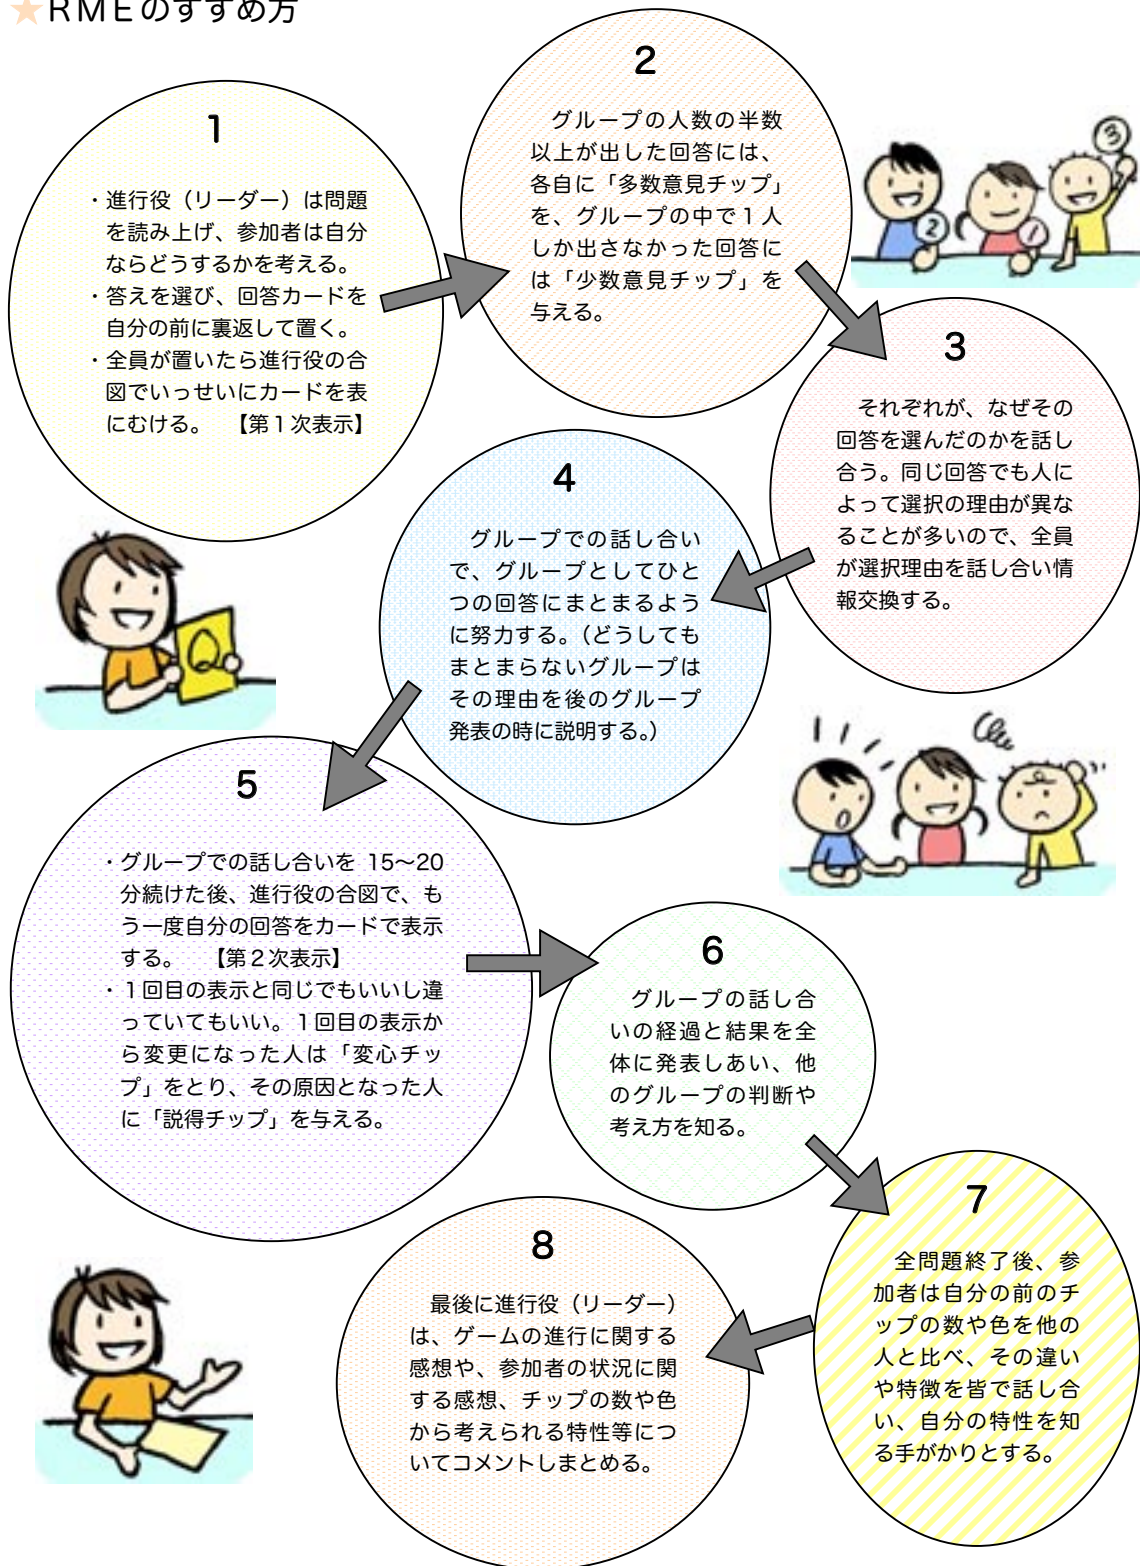 ★ＲＭＥのすすめ方
1
・進行役（リーダー）は問題
を読み上げ、参加者は自分
ならどうするかを考える。
・答えを選び、回答カードを
自分の前に裏返して置く。
・全員が置いたら進行役の合
図でいっせいにカードを表
にむける。　【第１次表示】
2
グループの人数の半数
以上が出した回答には、
各自に「多数意見チップ」
を、グループの中で１人
しか出さなかった回答に
は「少数意見チップ」を
与える。
2
1
3
3
それぞれが、なぜその
回答を選んだのかを話し
合う。同じ回答でも人に
よって選択の理由が異な
ることが多いので、全員
が選択理由を話し合い情
報交換する。
4
グループでの話し合い
で、グループとしてひと
つの回答にまとまるよう
に努力する。（どうしても
まとまらないグループは
その理由を後のグループ
発表の時に説明する。）
Q
5
・グループでの話し合いを 15～20
分続けた後、進行役の合図で、も
う一度自分の回答をカードで表示
する。　【第２次表示】
・１回目の表示と同じでもいいし違
っていてもいい。１回目の表示か
ら変更になった人は「変心チッ
プ」をとり、その原因となった人
に「説得チップ」を与える。
6
グループの話し合
いの経過と結果を全
体に発表しあい、他
のグループの判断や
考え方を知る。
7
全問題終了後、参
加者は自分の前のチ
ップの数や色を他の
人と比べ、その違い
や特徴を皆で話し合
い、自分の特性を知
る手がかりとする。
8
最後に進行役（リーダー）
は、ゲームの進行に関する
感想や、参加者の状況に関
する感想、チップの数や色
から考えられる特性等につ
いてコメントしまとめる。